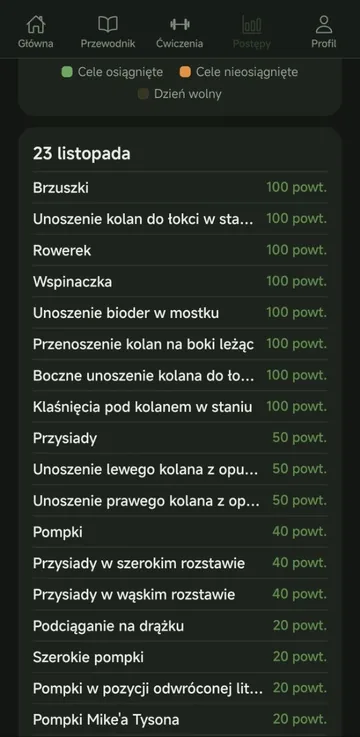 Główna
Przewodnik
Ćwiczenia
Postępy
Profil
Cele osiągnięte
Cele nieosiągnięte
Dzień wolny
23 listopada
Brzuszki 100 powt.
Unoszenie kolan do łokci w sta... 100 powt.
Rowerek 100 powt.
Wspinaczka 100 powt.
Unoszenie bioder w mostku 100 powt.
Przenoszenie kolan na boki leżąc 100 powt.
Boczne unoszenie kolana do ło... 100 powt.
Klaśnięcia pod kolanem w staniu 100 powt.
Przysiady 50 powt.
Unoszenie lewego kolana z opu... 50 powt.
Unoszenie prawego kolana z op... 50 powt.
Pompki 40 powt.
Przysiady w szerokim rozstawie 40 powt.
Przysiady w wąskim rozstawie 40 powt.
Podciąganie na drążku 20 powt.
Szerokie pompki 20 powt.
Pompki w pozycji odwróconej lit... 20 powt.
Pompki Mike'a Tysona 20 powt.